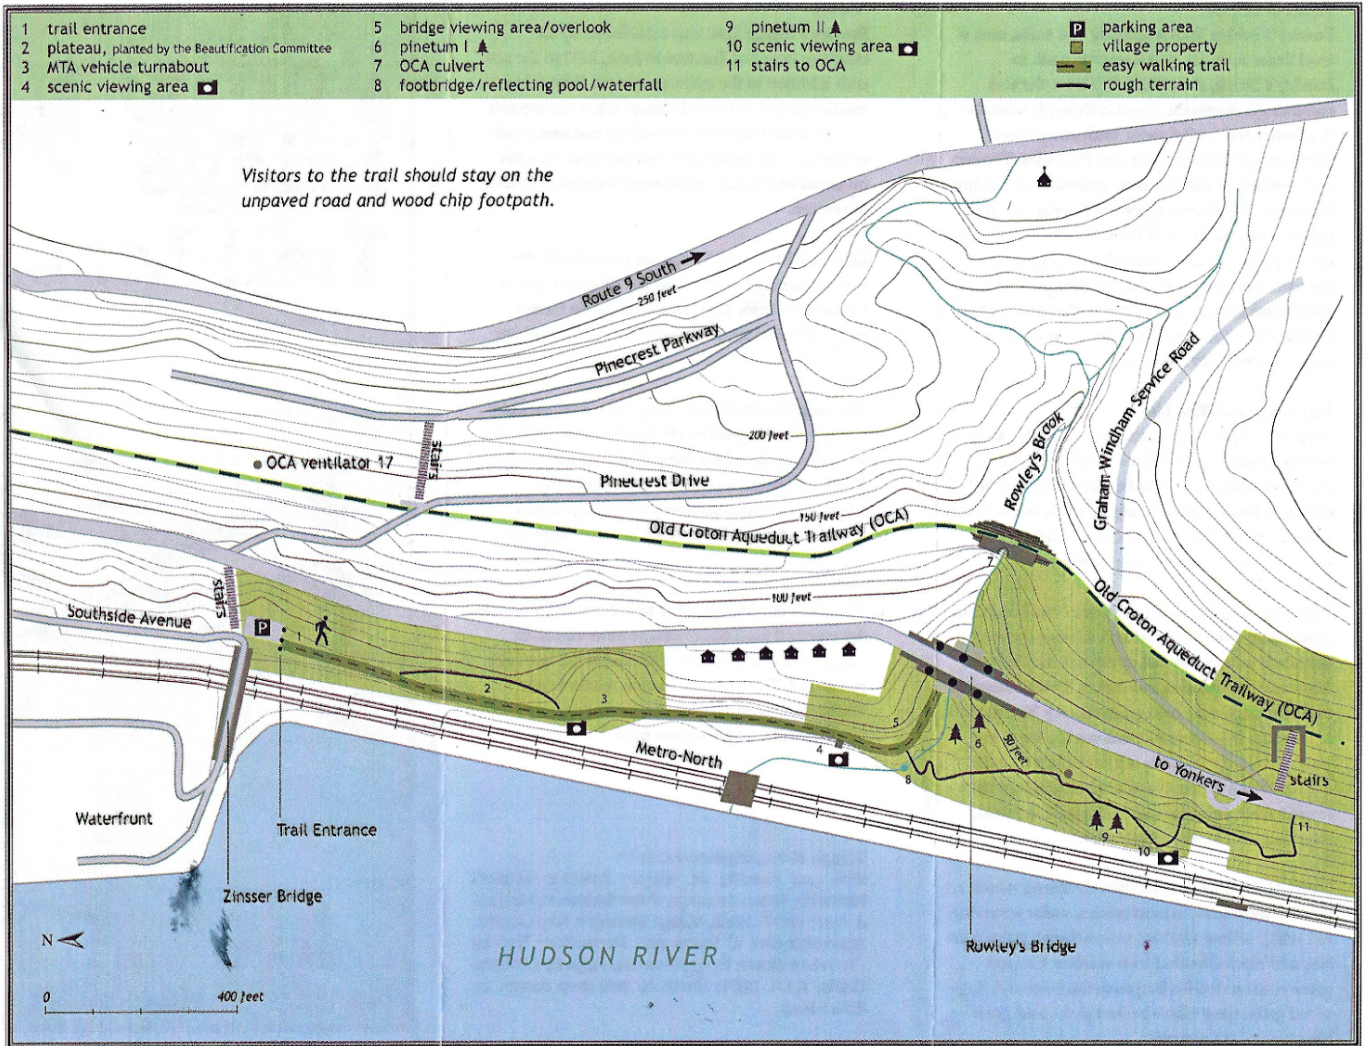 1 trail entrance
2 plateau, planted by the Beautification Committee
3 MTA vehicle turnabout
4 scenic viewing area
5 bridge viewing area/overlook
6 pinetum I
7 OCA culvert
8 footbridge/reflecting pool/waterfall
9 pinetum II
10 scenic viewing area
11 stairs to OCA
P parking area
village property
easy walking trail
rough terrain
Visitors to the trail should stay on the
unpaved road and wood chip footpath.
Route 9 South
250 feet
Pinecrest Parkway
200 feet
stairs
OCA ventilator 17
Pinecrest Drive
150 feet
Old Croton Aqueduct Trailway (OCA)
Rowley's Brook
Graham Windham Service Road
7
100 feet
Old Croton Aqueduct Trailway (OCA)
stairs
Southside Avenue
P
1
2
3
4
5
6
50 feet
Metro-North
8
to Yonkers
stairs
9
10
11
Waterfront
Trail Entrance
Zinsser Bridge
Rowley's Bridge
N
HUDSON RIVER
0
400 feet